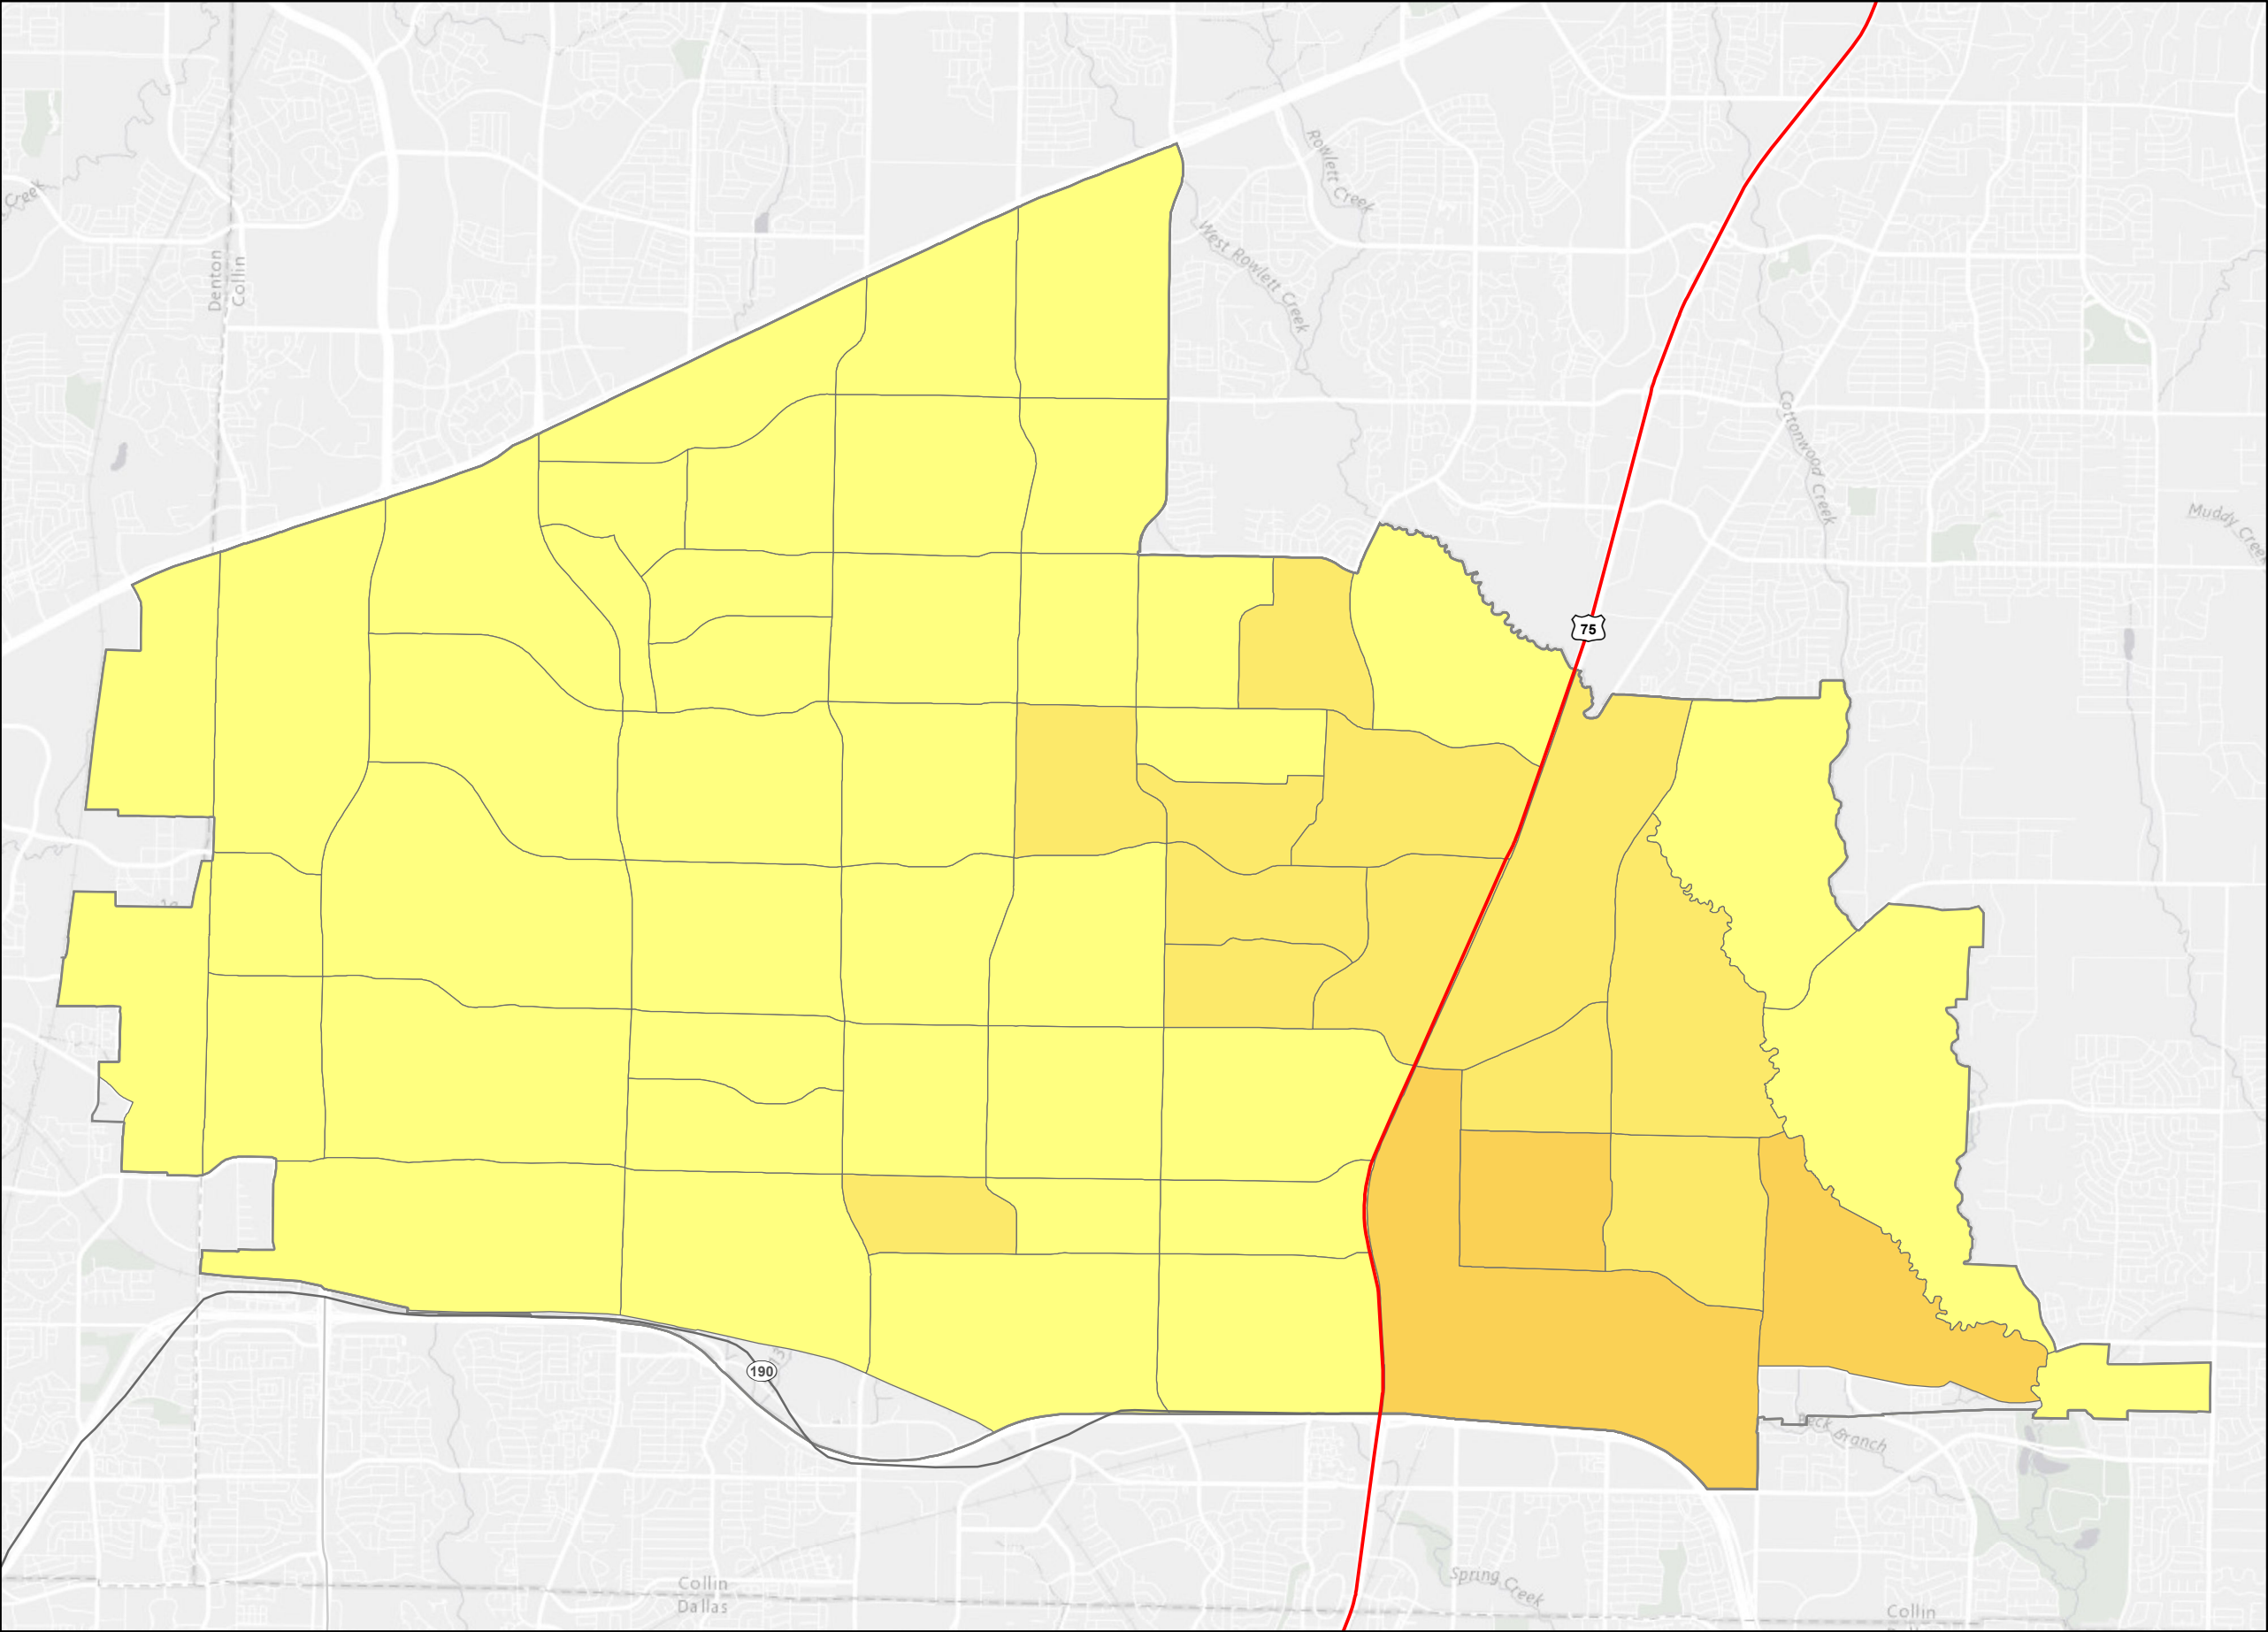 Creek
Denton
Collin
Rowlett Creek
West Rowlett Creek
Cottonwood Creek
Muddy Creek
75
190
Beck Branch
Spring Creek
Collin
Dallas
Collin